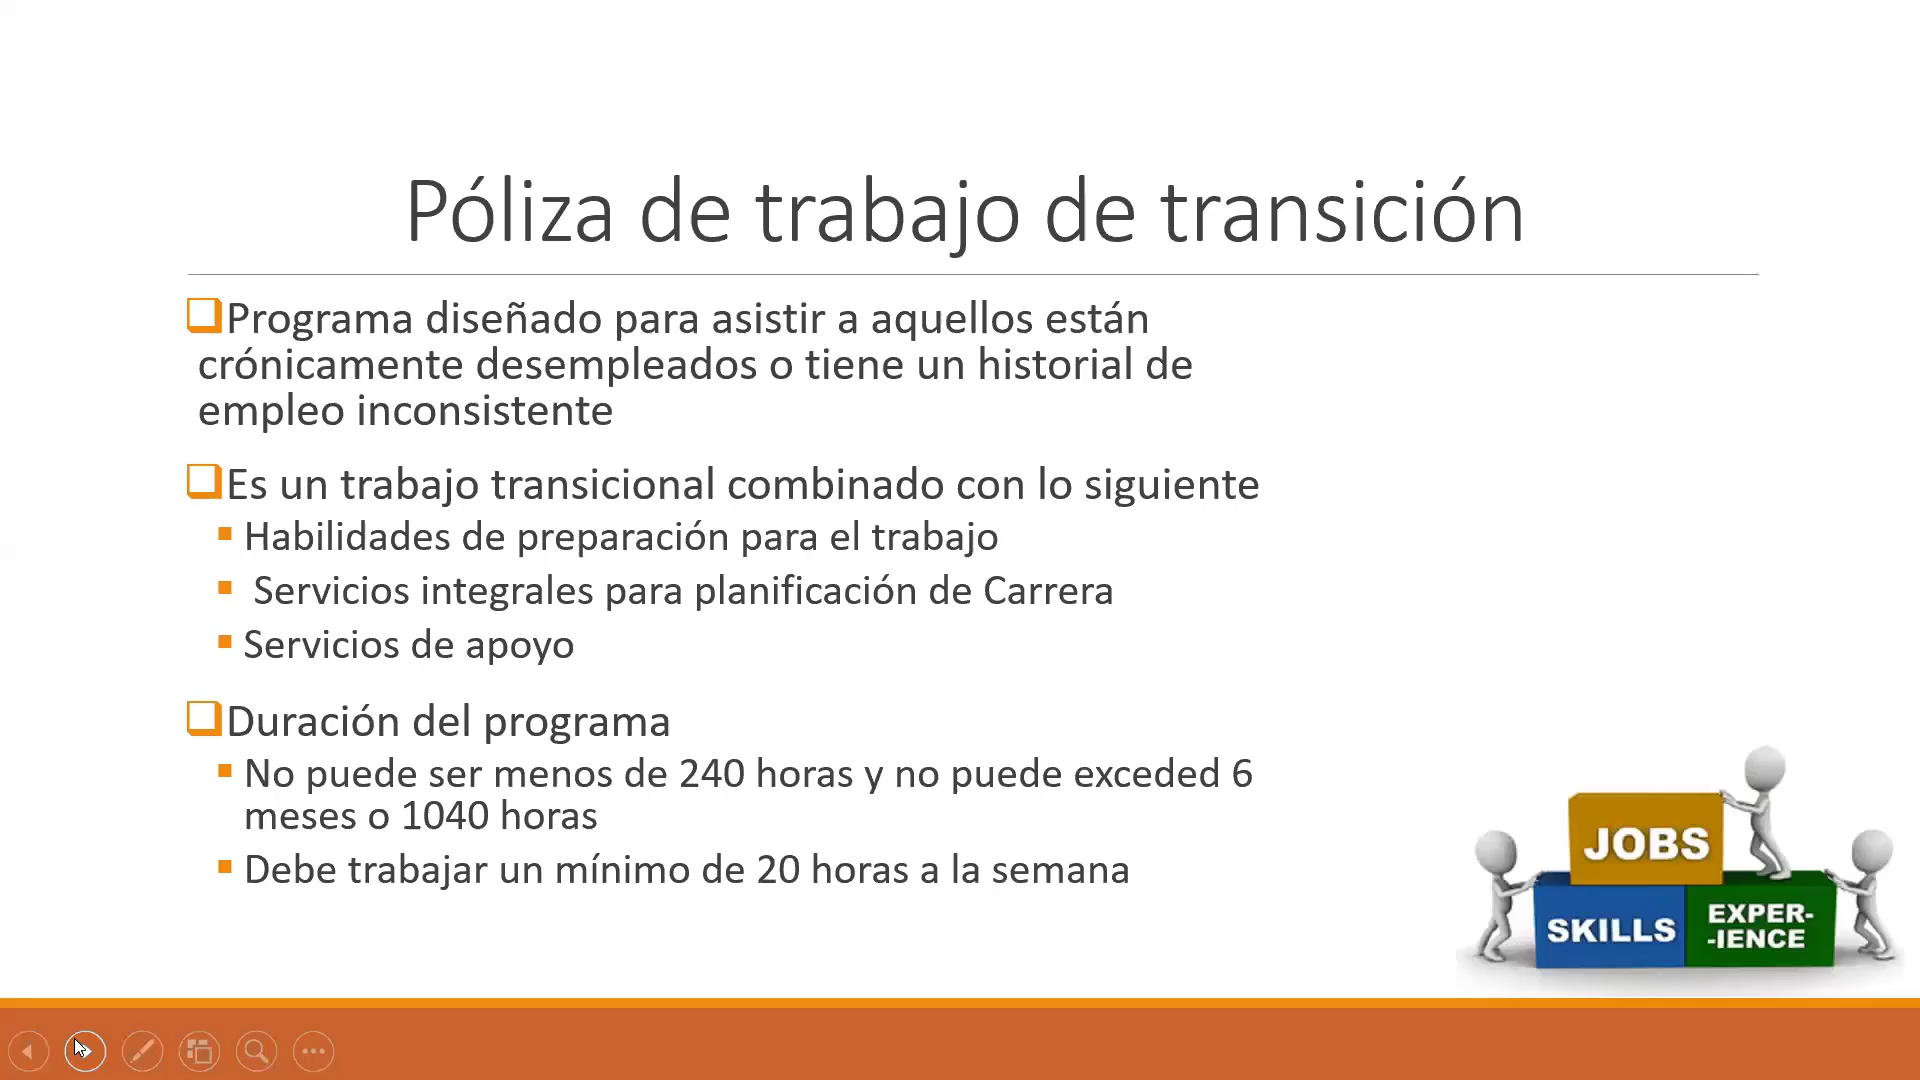 Póliza de trabajo de transición
Programa diseñado para asistir a aquellos están
crónicamente desempleados o tiene un historial de
empleo inconsistente
Es un trabajo transicional combinado con lo siguiente
Habilidades de preparación para el trabajo
Servicios integrales para planificación de Carrera
Servicios de apoyo
Duración del programa
No puede ser menos de 240 horas y no puede exceded 6
meses o 1040 horas
Debe trabajar un mínimo de 20 horas a la semana
JOBS
SKILLS
EXPER-
-IENCE